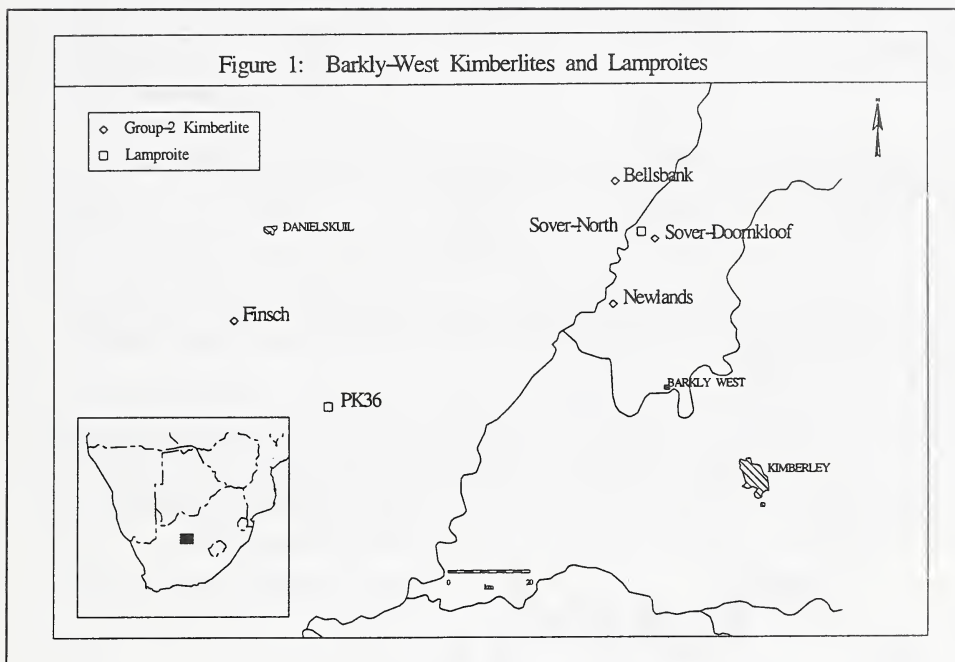 Figure 1: Barkly-West Kimberlites and Lamproites
Group-2 Kimberlite
Lamproite
N
Bellsbank
DANIELSKUIL
Sover-North
Sover-Doornkloof
Newlands
Finsch
BARKLY WEST
PK36
KIMBERLEY
0 20
km